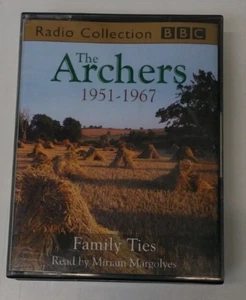 Radio Collection BBC
The
Archers
1951-1967
Family Ties
Read by Miriam Margolyes